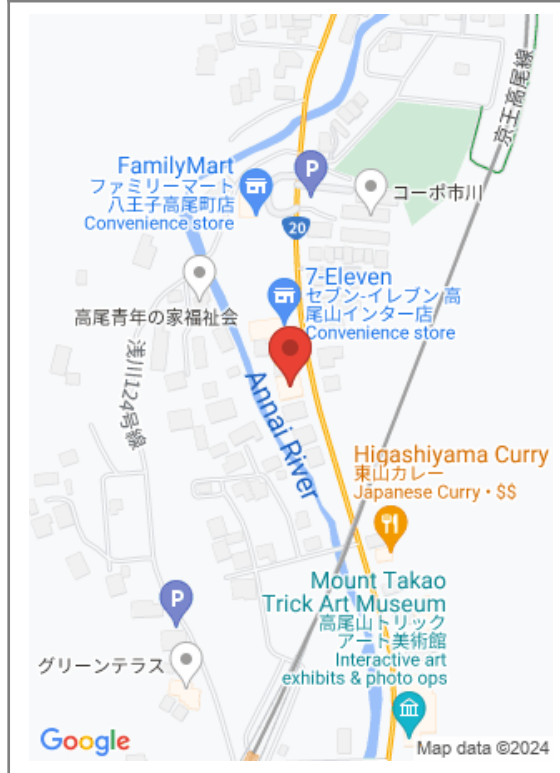 京王高尾線
FamilyMart
ファミリーマート
八王子高尾町店
Convenience store
P
コーポ市川
20
7-Eleven
セブン-イレブン 高
尾山インター店
Convenience store
高尾青年の家福祉会
浅川124号線
Annai River
Higashiyama Curry
東山カレー
Japanese Curry • $$
Mount Takao
Trick Art Museum
高尾山トリック
アート美術館
Interactive art
exhibits & photo ops
P
グリーンテラス
Google
Map data ©2024